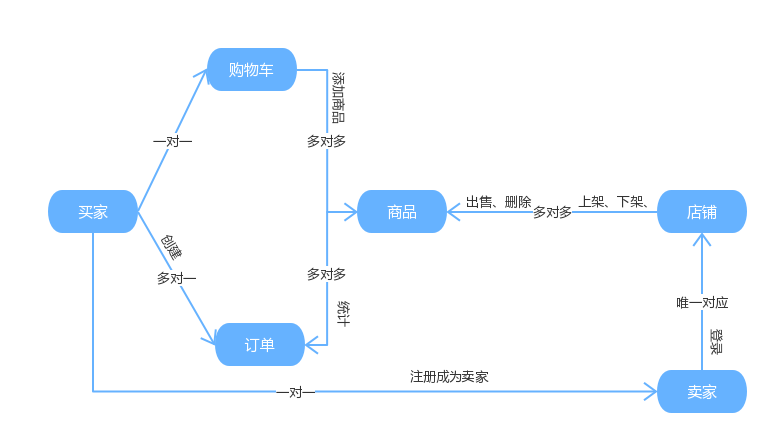 购物车
添加商品
一对一
多对多
买家
商品
出售、删除
上架、下架、
多对多
店铺
创建
多对一
多对多
统计
唯一对应
订单
登录
注册成为卖家
一对一
卖家